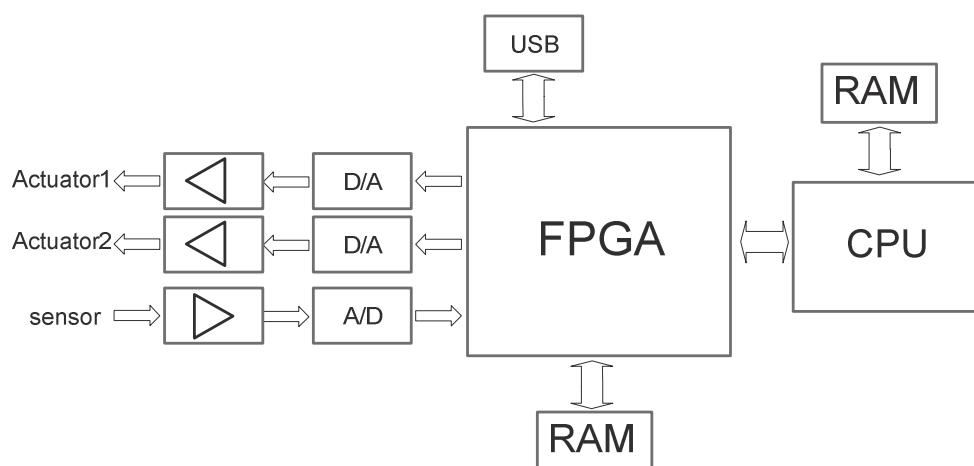 USB
RAM
Actuator1
D/A
Actuator2
D/A
FPGA
CPU
sensor
A/D
RAM